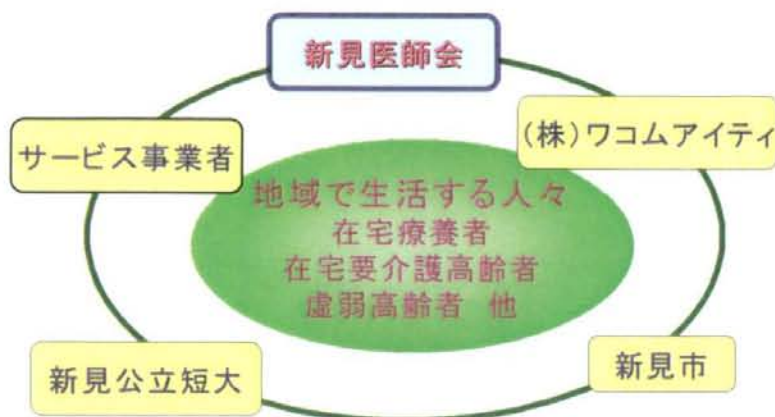 新見医師会
サービス事業者
(株)ワコムアイティ
地域で生活する人々
在宅療養者
在宅要介護高齢者
虚弱高齢者 他
新見公立短大
新見市